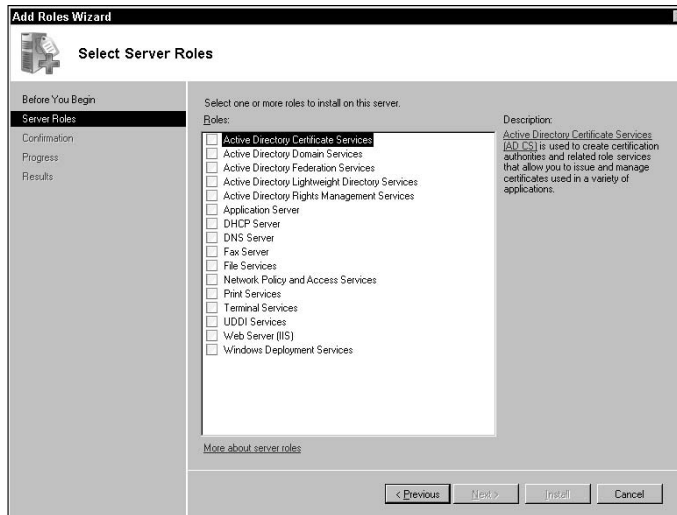 Add Roles Wizard
Select Server Roles
Before You Begin
Server Roles
Confirmation
Progress
Results
Select one or more roles to install on this server.
Roles:
Active Directory Certificate Services
Active Directory Domain Services
Active Directory Federation Services
Active Directory Lightweight Directory Services
Active Directory Rights Management Services
Application Server
DHCP Server
DNS Server
Fax Server
File Services
Network Policy and Access Services
Print Services
Terminal Services
UDDI Services
Web Server (IIS)
Windows Deployment Services
More about server roles
Description:
Active Directory Certificate Services
(AD CS) is used to create certification
authorities and related role services
that allow you to issue and manage
certificates used in a variety of
applications.
< Previous
Next >
Install
Cancel